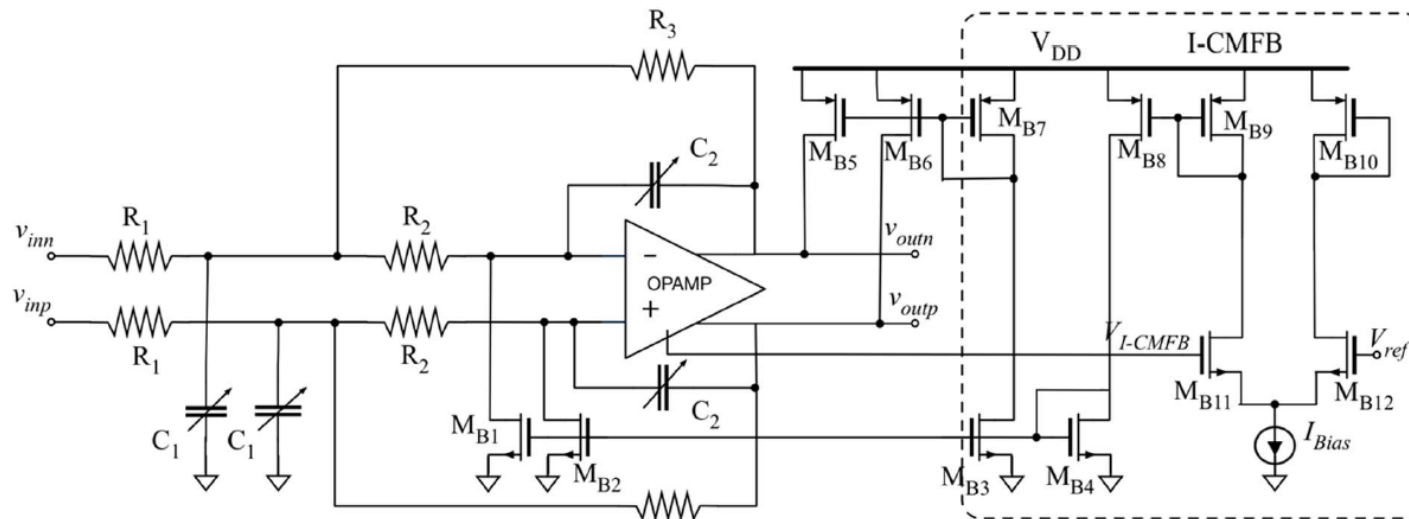 R3
VDD
I-CMFB
MB5
MB6
MB7
MB8
MB9
MB10
C2
vinn
R1
R2
voutn
−
OPAMP
+
vinp
R1
R2
voutp
VI-CMFB
Vref
MB11
MB12
C1
C1
C2
MB1
MB2
MB3
MB4
IBias